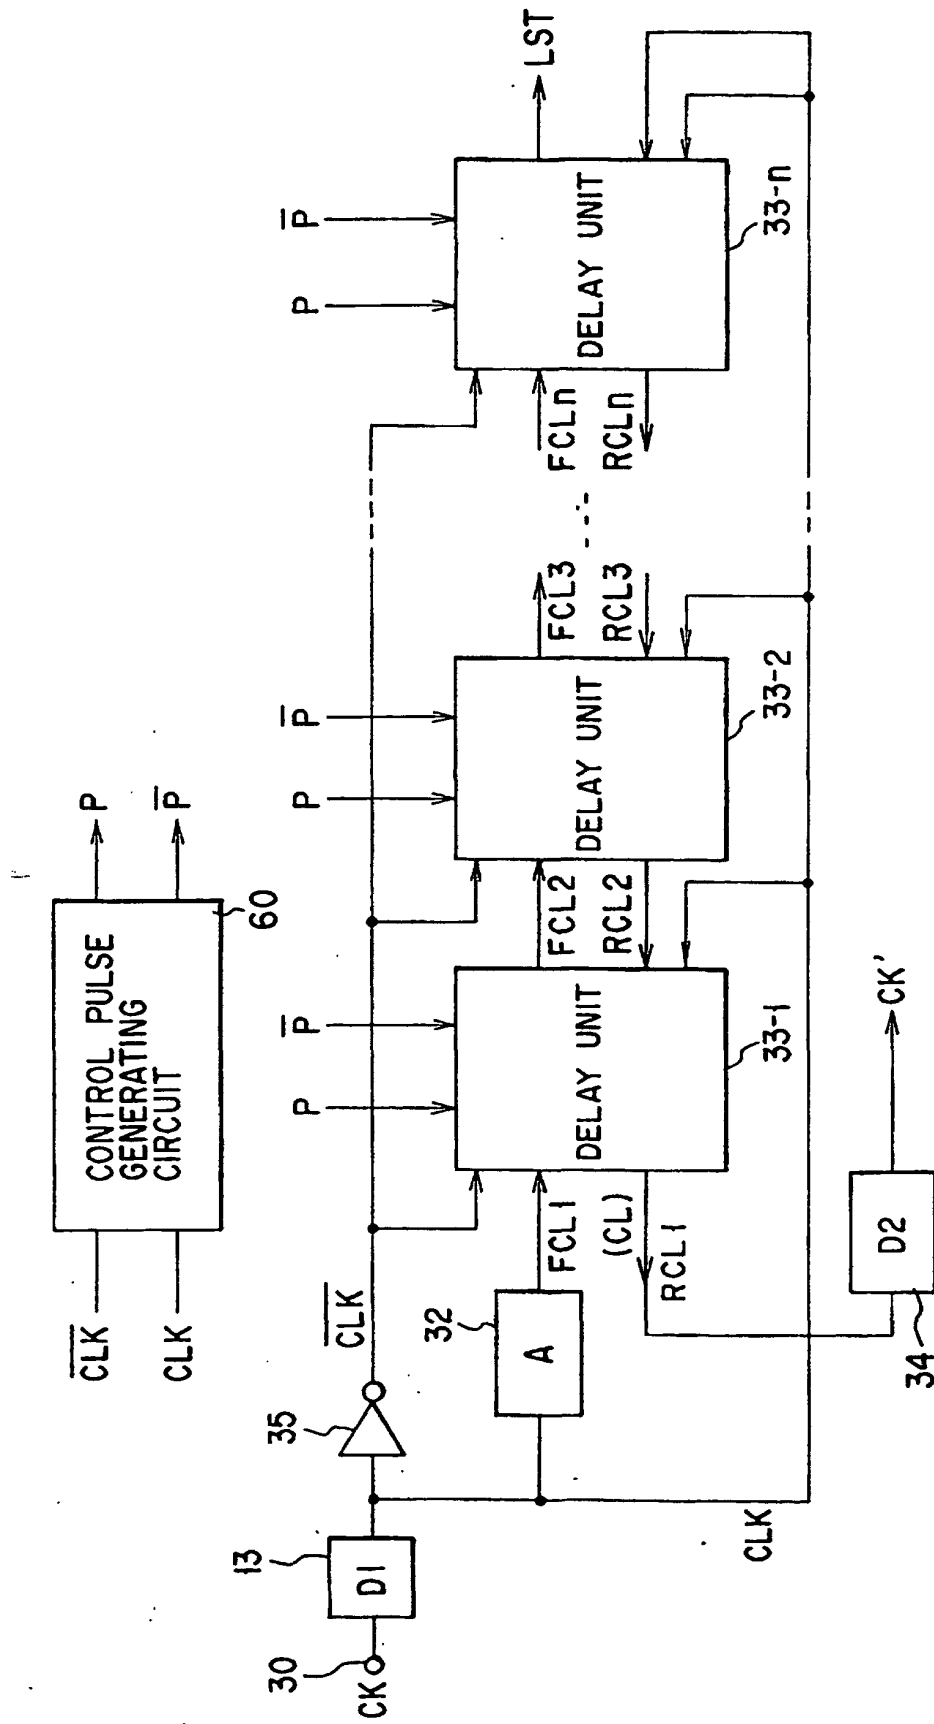 CLK
CLK
CONTROL PULSE
GENERATING
CIRCUIT
60
P
P
CK
30
D1
13
35
CLK
CLK
A
32
FCL1
(CL)
RCL1
P
P
DELAY UNIT
33-1
FCL2
RCL2
P
P
DELAY UNIT
33-2
FCL3
RCL3
FCLn
RCLn
P
P
DELAY UNIT
33-n
LST
D2
34
CK'